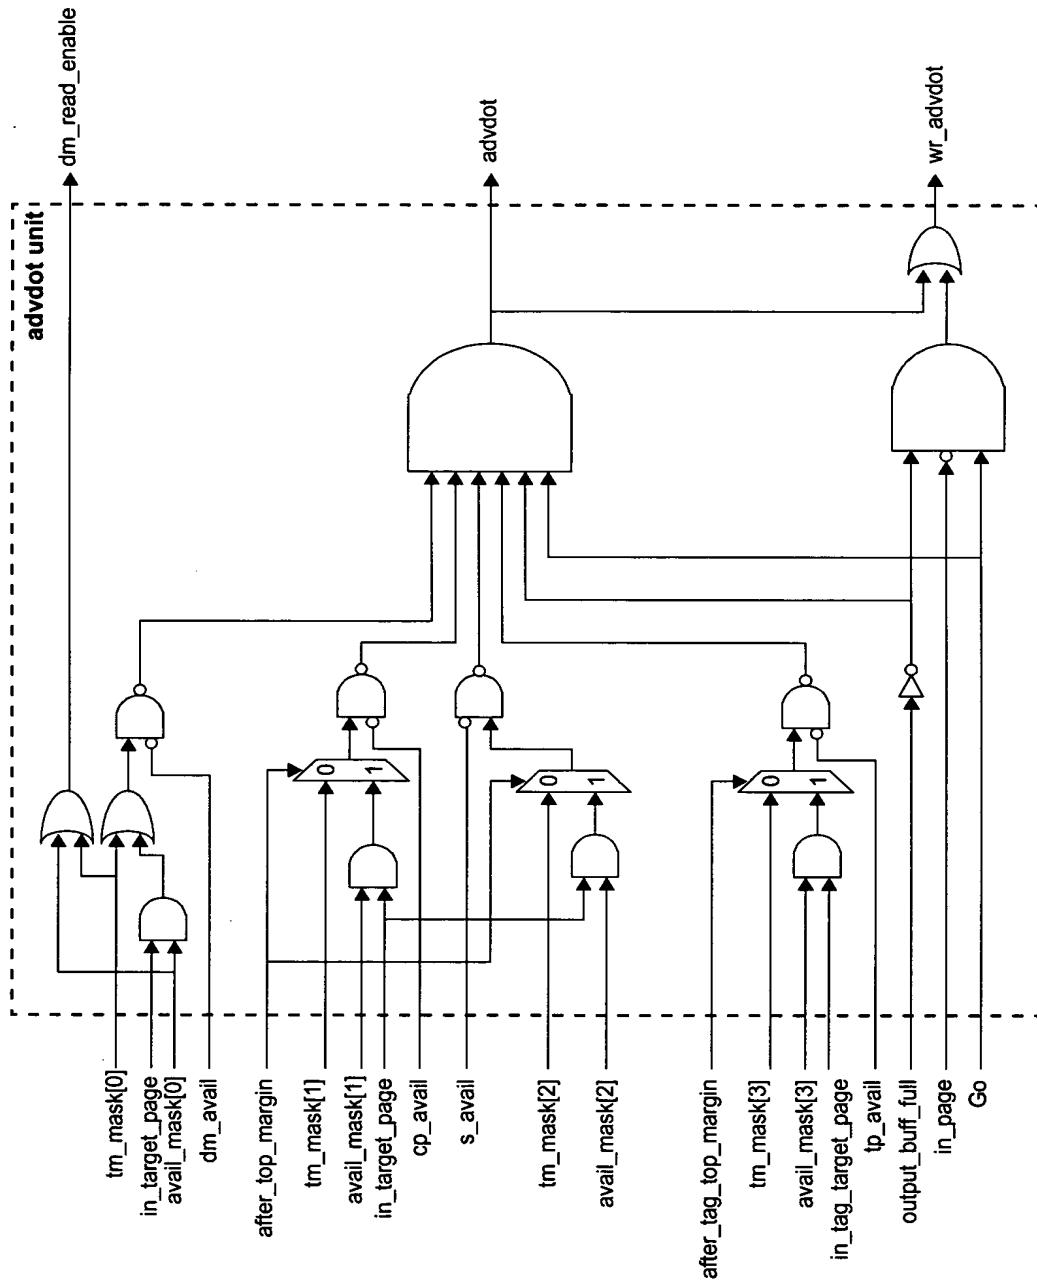 advdot unit
dm_read_enable
advdot
wr_advdot
tm_mask[0]
in_target_page
avail_mask[0]
dm_avail
after_top_margin
tm_mask[1]
avail_mask[1]
in_target_page
cp_avail
s_avail
tm_mask[2]
avail_mask[2]
after_tag_top_margin
tm_mask[3]
avail_mask[3]
in_tag_target_page
tp_avail
output_buff_full
in_page
Go
0
1
0
1
0
1